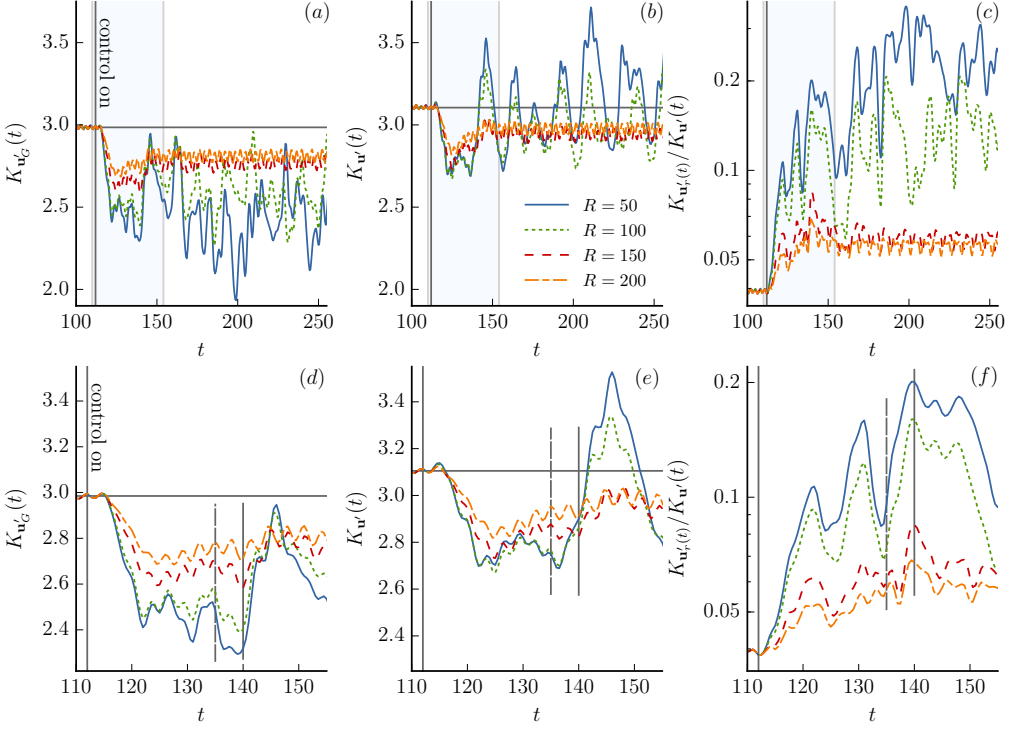 (a)
3.5
3.0
2.5
2.0
control on
K_{u'_G}(t)
100 150 200 250
t
(b)
3.5
3.0
2.5
2.0
K_{u'}(t)
R = 50
R = 100
R = 150
R = 200
100 150 200 250
t
(c)
0.2
0.1
0.05
K_{u'_r(t)}/K_{u'}(t)
100 150 200 250
t
(d)
3.4
3.2
3.0
2.8
2.6
2.4
control on
K_{u'_G}(t)
110 120 130 140 150
t
(e)
3.4
3.2
3.0
2.8
2.6
2.4
K_{u'}(t)
110 120 130 140 150
t
(f)
0.2
0.1
0.05
K_{u'_r(t)}/K_{u'}(t)
110 120 130 140 150
t